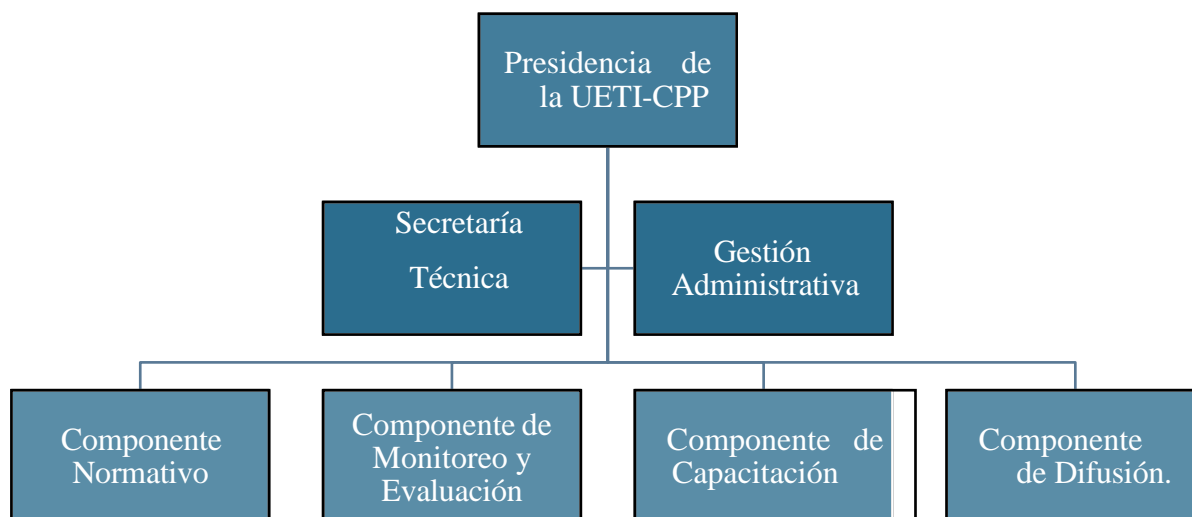 Presidencia de
la UETI-CPP
Secretaría
Técnica
Gestión
Administrativa
Componente
Normativo
Componente de
Monitoreo y
Evaluación
Componente de
Capacitación
Componente
de Difusión.